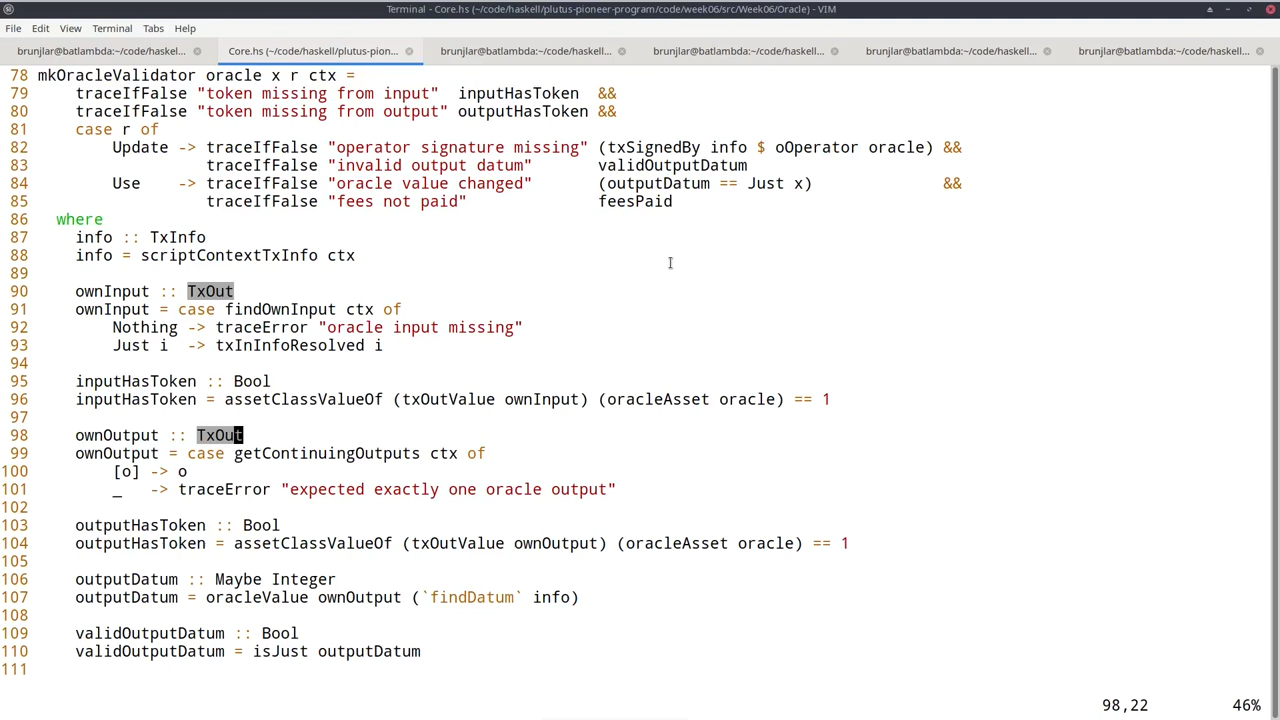 Terminal - Core.hs (~/code/haskell/plutus-pioneer-program/code/week06/src/Week06/Oracle) - VIM
File Edit View Terminal Tabs Help
brunjlar@batlambda:~/code/haskel... Core.hs (~/code/haskell/plutus-pion... brunjlar@batlambda:~/code/haskell... brunjlar@batlambda:~/code/haskell... brunjlar@batlambda:~/code/haskell... brunjlar@batlambda:~/code/haskell...
78 mkOracleValidator oracle x r ctx =
79     traceIfFalse "token missing from input"  inputHasToken  &&
80     traceIfFalse "token missing from output" outputHasToken &&
81     case r of
82         Update -> traceIfFalse "operator signature missing" (txSignedBy info $ oOperator oracle) &&
83                   traceIfFalse "invalid output datum"       validOutputDatum
84         Use    -> traceIfFalse "oracle value changed"       (outputDatum == Just x)              &&
85                   traceIfFalse "fees not paid"              feesPaid
86   where
87     info :: TxInfo
88     info = scriptContextTxInfo ctx
89
90     ownInput :: TxOut
91     ownInput = case findOwnInput ctx of
92         Nothing -> traceError "oracle input missing"
93         Just i  -> txInInfoResolved i
94
95     inputHasToken :: Bool
96     inputHasToken = assetClassValueOf (txOutValue ownInput) (oracleAsset oracle) == 1
97
98     ownOutput :: TxOut
99     ownOutput = case getContinuingOutputs ctx of
100         [o] -> o
101         _   -> traceError "expected exactly one oracle output"
102
103     outputHasToken :: Bool
104     outputHasToken = assetClassValueOf (txOutValue ownOutput) (oracleAsset oracle) == 1
105
106     outputDatum :: Maybe Integer
107     outputDatum = oracleValue ownOutput (`findDatum` info)
108
109     validOutputDatum :: Bool
110     validOutputDatum = isJust outputDatum
111
98,22 46%